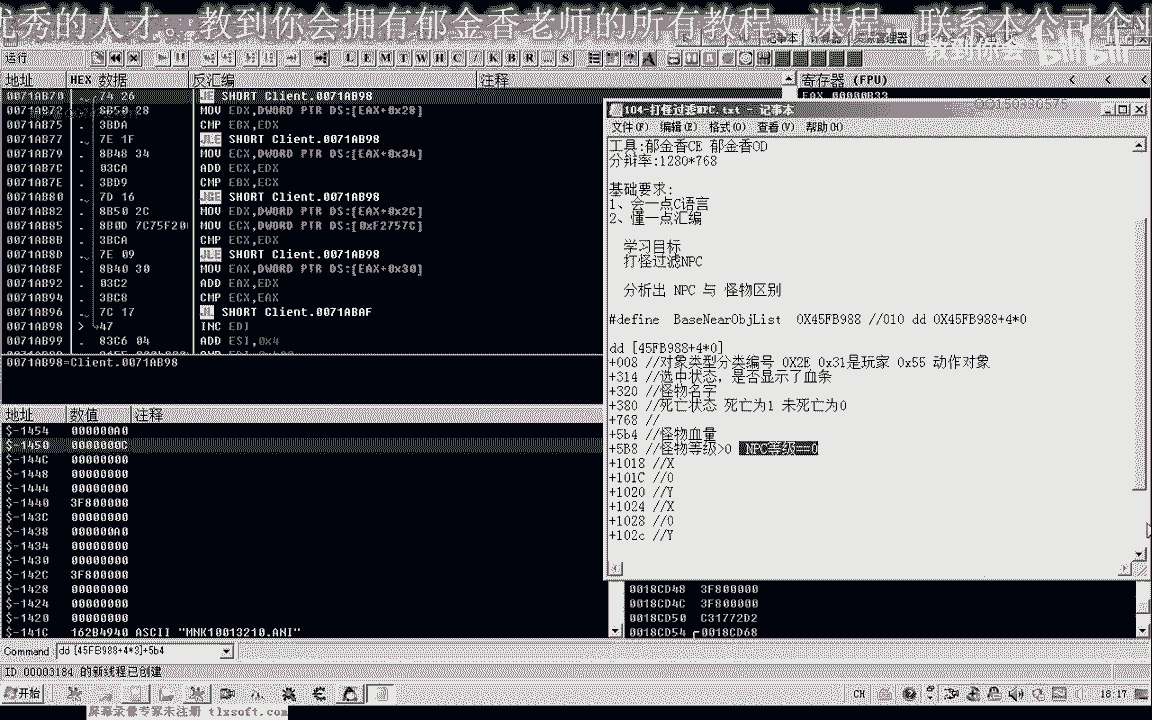 优秀的人才。教到你会拥有郁金香老师的所有教程、课程，联系本公司企业
教到你会 bilibili
运行
L E M T W H C / K B R ... S
地址 HEX 数据 反汇编 注释 寄存器 (FPU) < < <
0071AB70 74 26 JE SHORT Client.0071AB98
EAX 00000B33
0071AB72 8B50 28 MOV EDX,DWORD PTR DS:[EAX+0x28]
0071AB75 3BDA CMP EBX,EDX
0071AB77 7E 1F JLE SHORT Client.0071AB98
0071AB79 8B48 34 MOV ECX,DWORD PTR DS:[EAX+0x34]
0071AB7C 03CA ADD ECX,EDX
0071AB7E 3BD9 CMP EBX,ECX
0071AB80 7D 16 JGE SHORT Client.0071AB98
0071AB82 8B50 2C MOV EDX,DWORD PTR DS:[EAX+0x2C]
0071AB85 8B0D 7C75F20 MOV ECX,DWORD PTR DS:[0xF2757C]
0071AB8B 3BCA CMP ECX,EDX
0071AB8D 7E 09 JLE SHORT Client.0071AB98
0071AB8F 8B40 30 MOV EAX,DWORD PTR DS:[EAX+0x30]
0071AB92 03C2 ADD EAX,EDX
0071AB94 3BC8 CMP ECX,EAX
0071AB96 7C 17 JL SHORT Client.0071ABAF
0071AB98 > 47 INC EDI
0071AB99 83C6 04 ADD ESI,0x4
0071AB98=Client.0071AB98
地址 数值 注释
$-1454 000000A0
$-1450 0000000C
$-144C 00000000
$-1448 00000000
$-1444 00000000
$-1440 3F800000
$-143C 00000000
$-1438 000000A0
$-1434 00000000
$-1430 00000000
$-142C 3F800000
$-1428 00000000
$-1424 00000000
$-1420 00000000
$-141C 162B4940 ASCII "MNK10013210.ANI"
104-打怪过滤NPC.txt - 记事本
文件(F) 编辑(E) 格式(O) 查看(V) 帮助(H)
工具:郁金香CE 郁金香OD
分辩率:1280*768
基础要求:
1、会一点C语言
2、懂一点汇编
学习目标
打怪过滤NPC
分析出 NPC 与 怪物区别
#define BaseNearObjList 0X45FB988 //010 dd 0X45FB988+4*0
dd [45FB988+4*0]
+008 //对象类型分类编号 0X2E 0x31是玩家 0x55 动作对象
+314 //选中状态，是否显示了血条
+320 //怪物名字
+380 //死亡状态 死亡为1 未死亡为0
+768 //
+5b4 //怪物血量
+5B8 //怪物等级>0 NPC等级==0
+1018 //X
+101C //0
+1020 //Y
+1024 //X
+1028 //0
+102c //Y
0018CD48 3F800000
0018CD4C 3F800000
0018CD50 C31772D2
0018CD54 0018CD68
Command dd [45FB988+4*3]+5b4
ID 00003184 的新线程已创建
开始 CH 18:17
屏幕录像专家未注册 tlxsoft.com